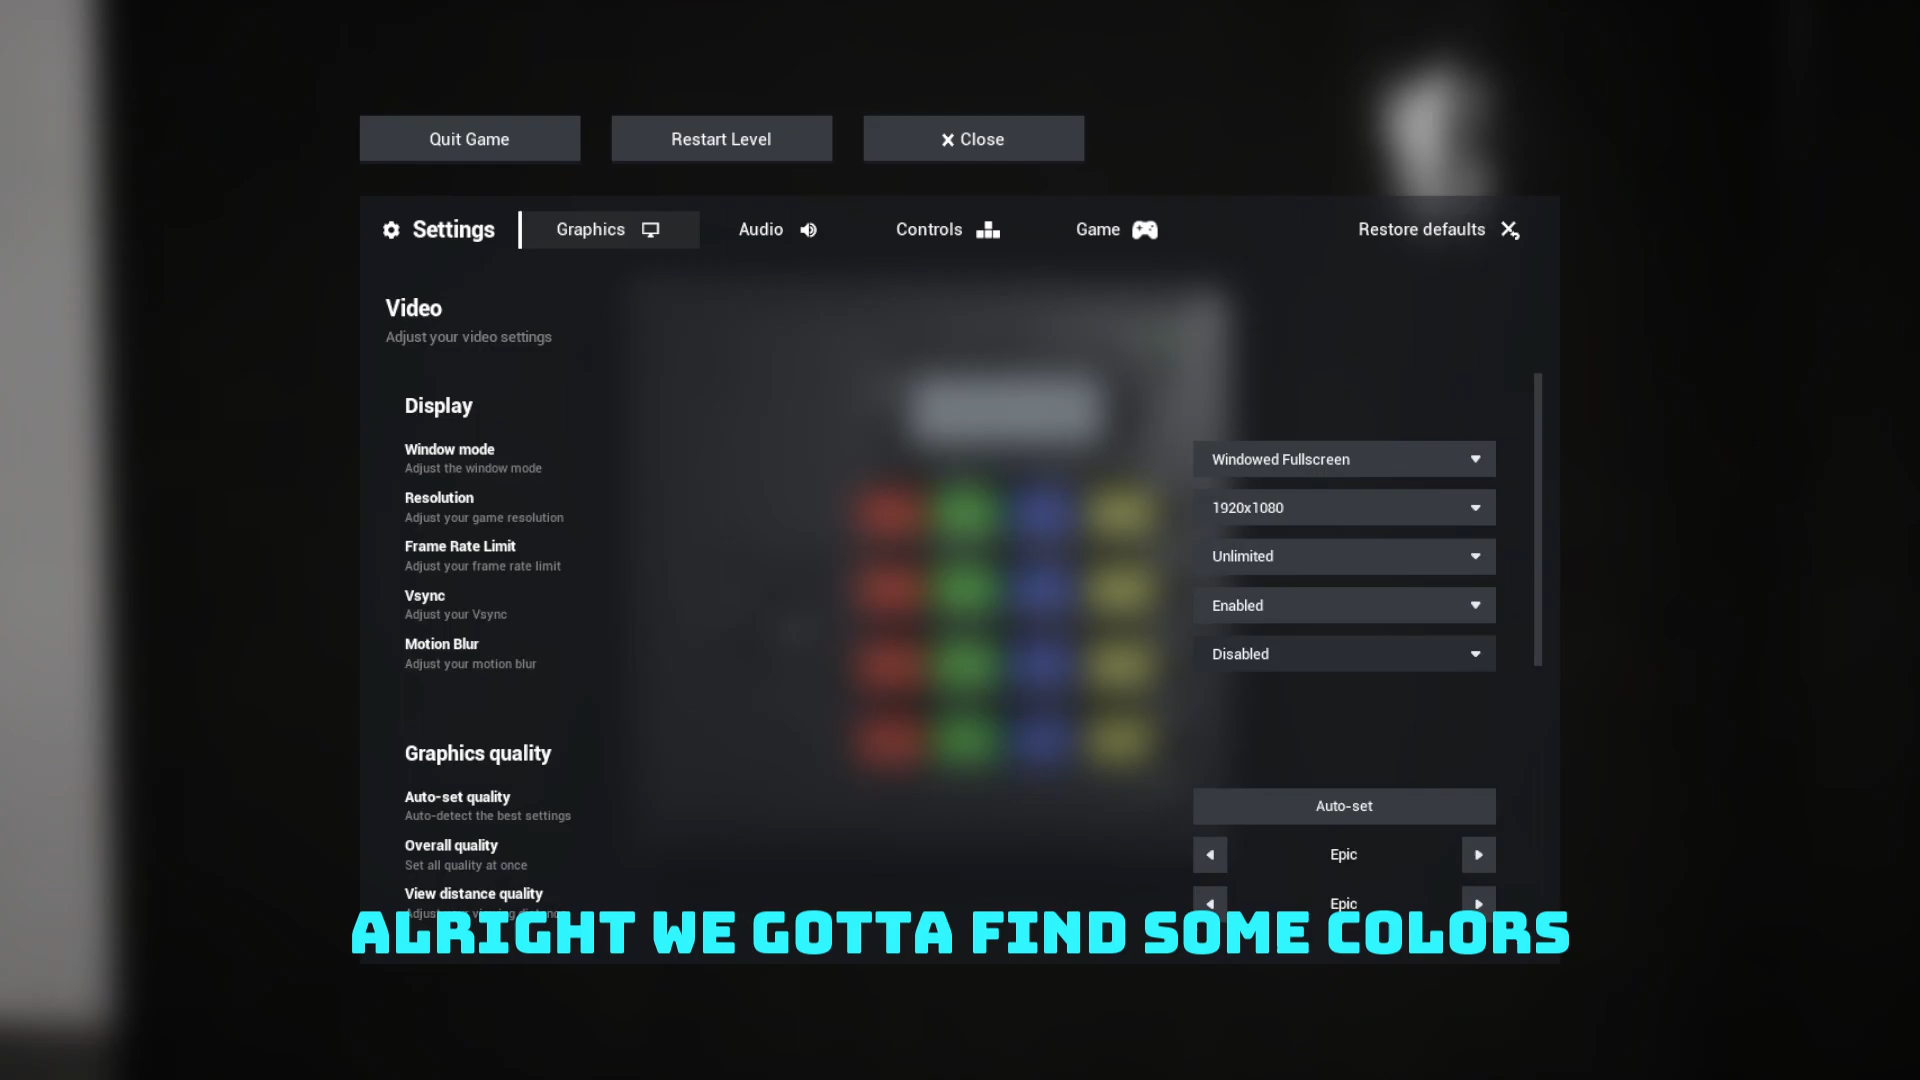 Quit Game
Restart Level
Close
Settings
Graphics
Audio
Controls
Game
Restore defaults
Video
Adjust your video settings
Display
Window mode
Windowed Fullscreen
Adjust the window mode
Resolution
1920x1080
Adjust your game resolution
Frame Rate Limit
Unlimited
Adjust your frame rate limit
Vsync
Enabled
Adjust your Vsync
Motion Blur
Disabled
Adjust your motion blur
Graphics quality
Auto-set quality
Auto-set
Auto-detect the best settings
Overall quality
Epic
Set all quality at once
View distance quality
Epic
Adjust your viewing distance
ALRIGHT WE GOTTA FIND SOME COLORS